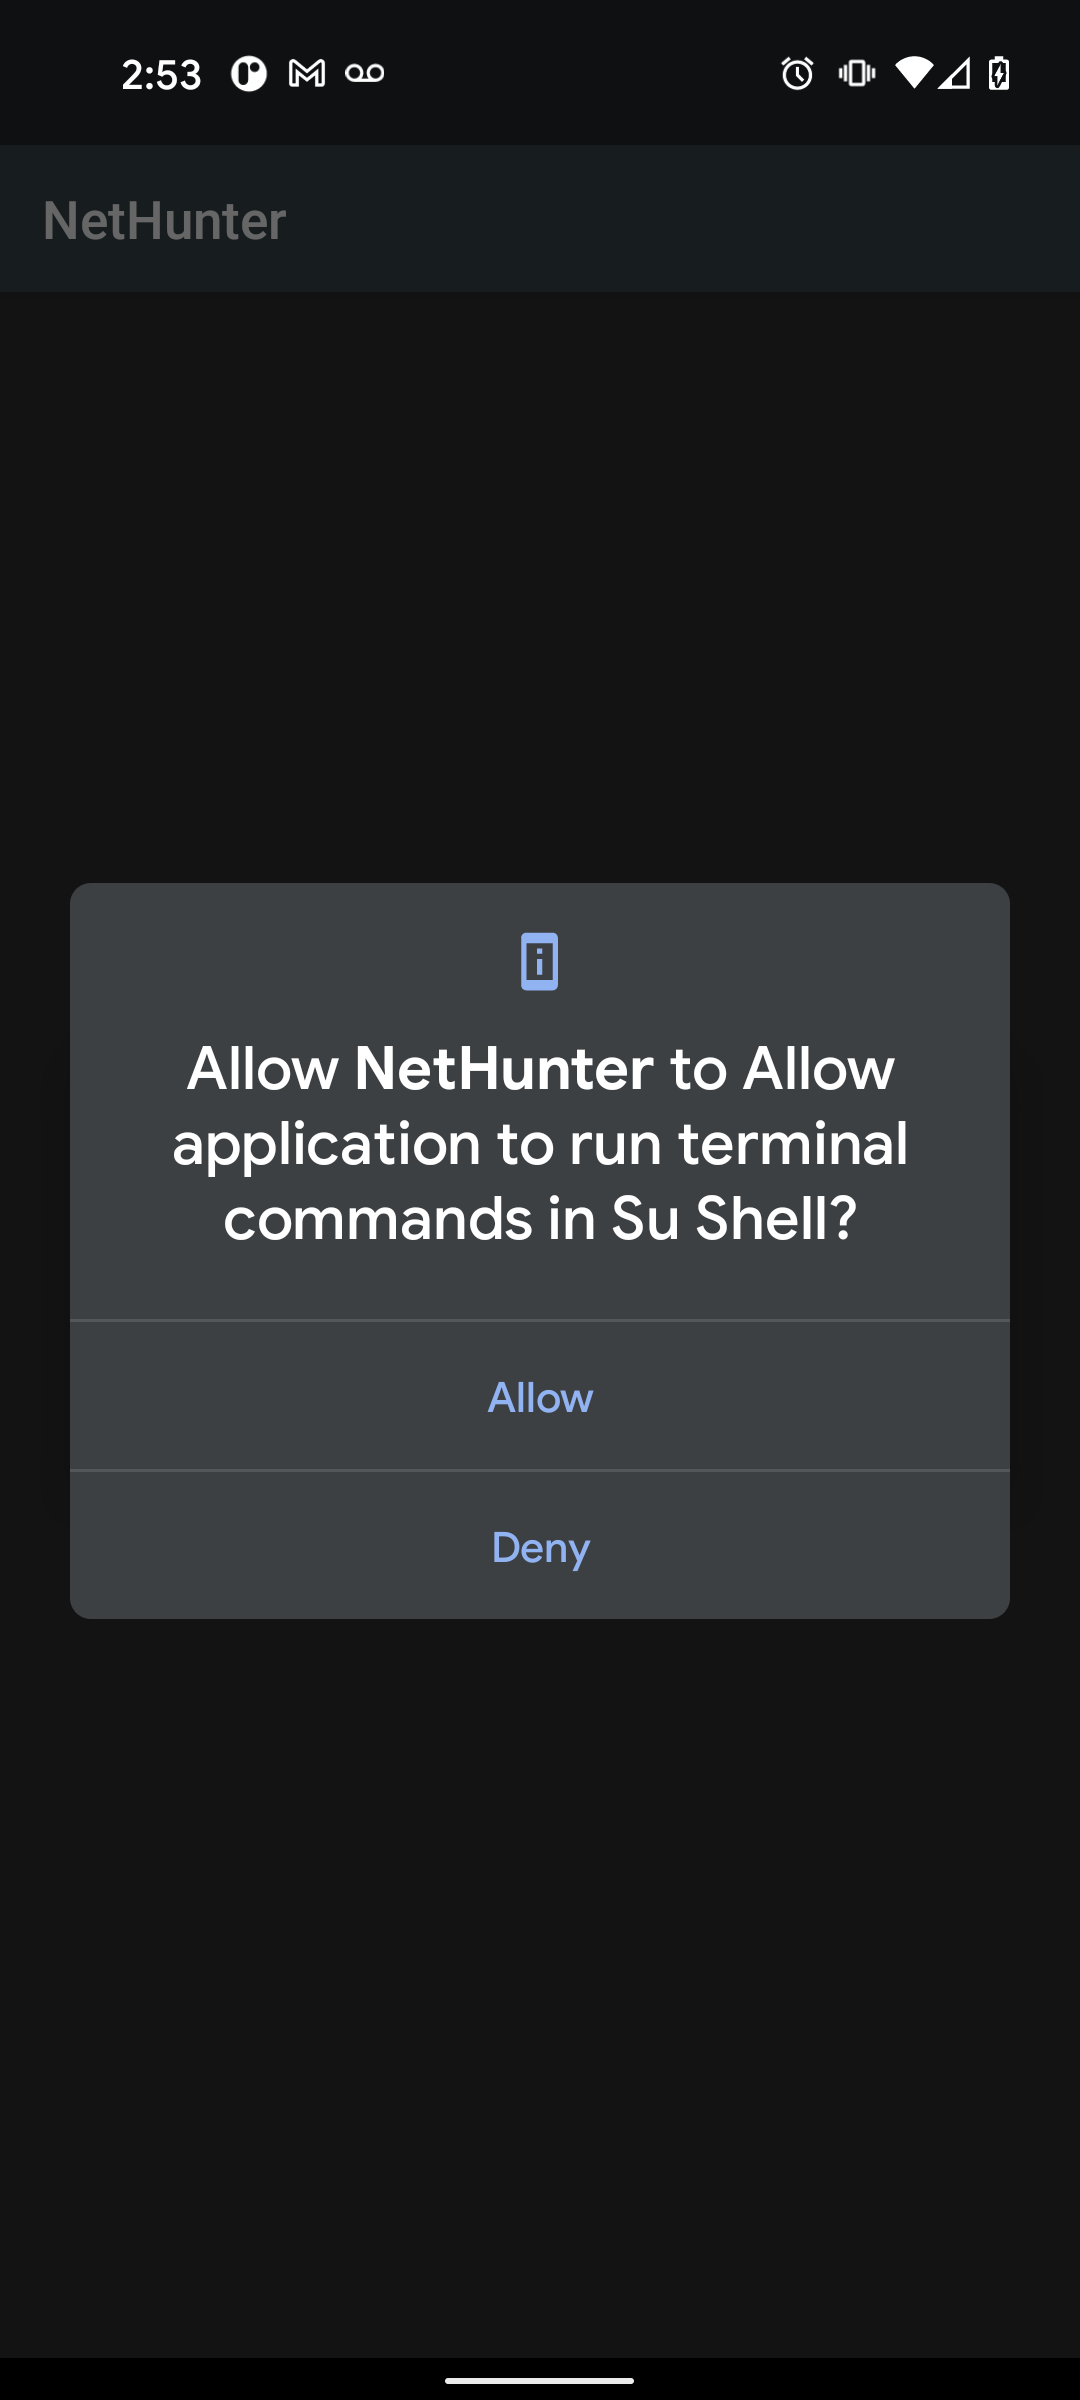 2:53
NetHunter
Allow NetHunter to Allow
application to run terminal
commands in Su Shell?
Allow
Deny